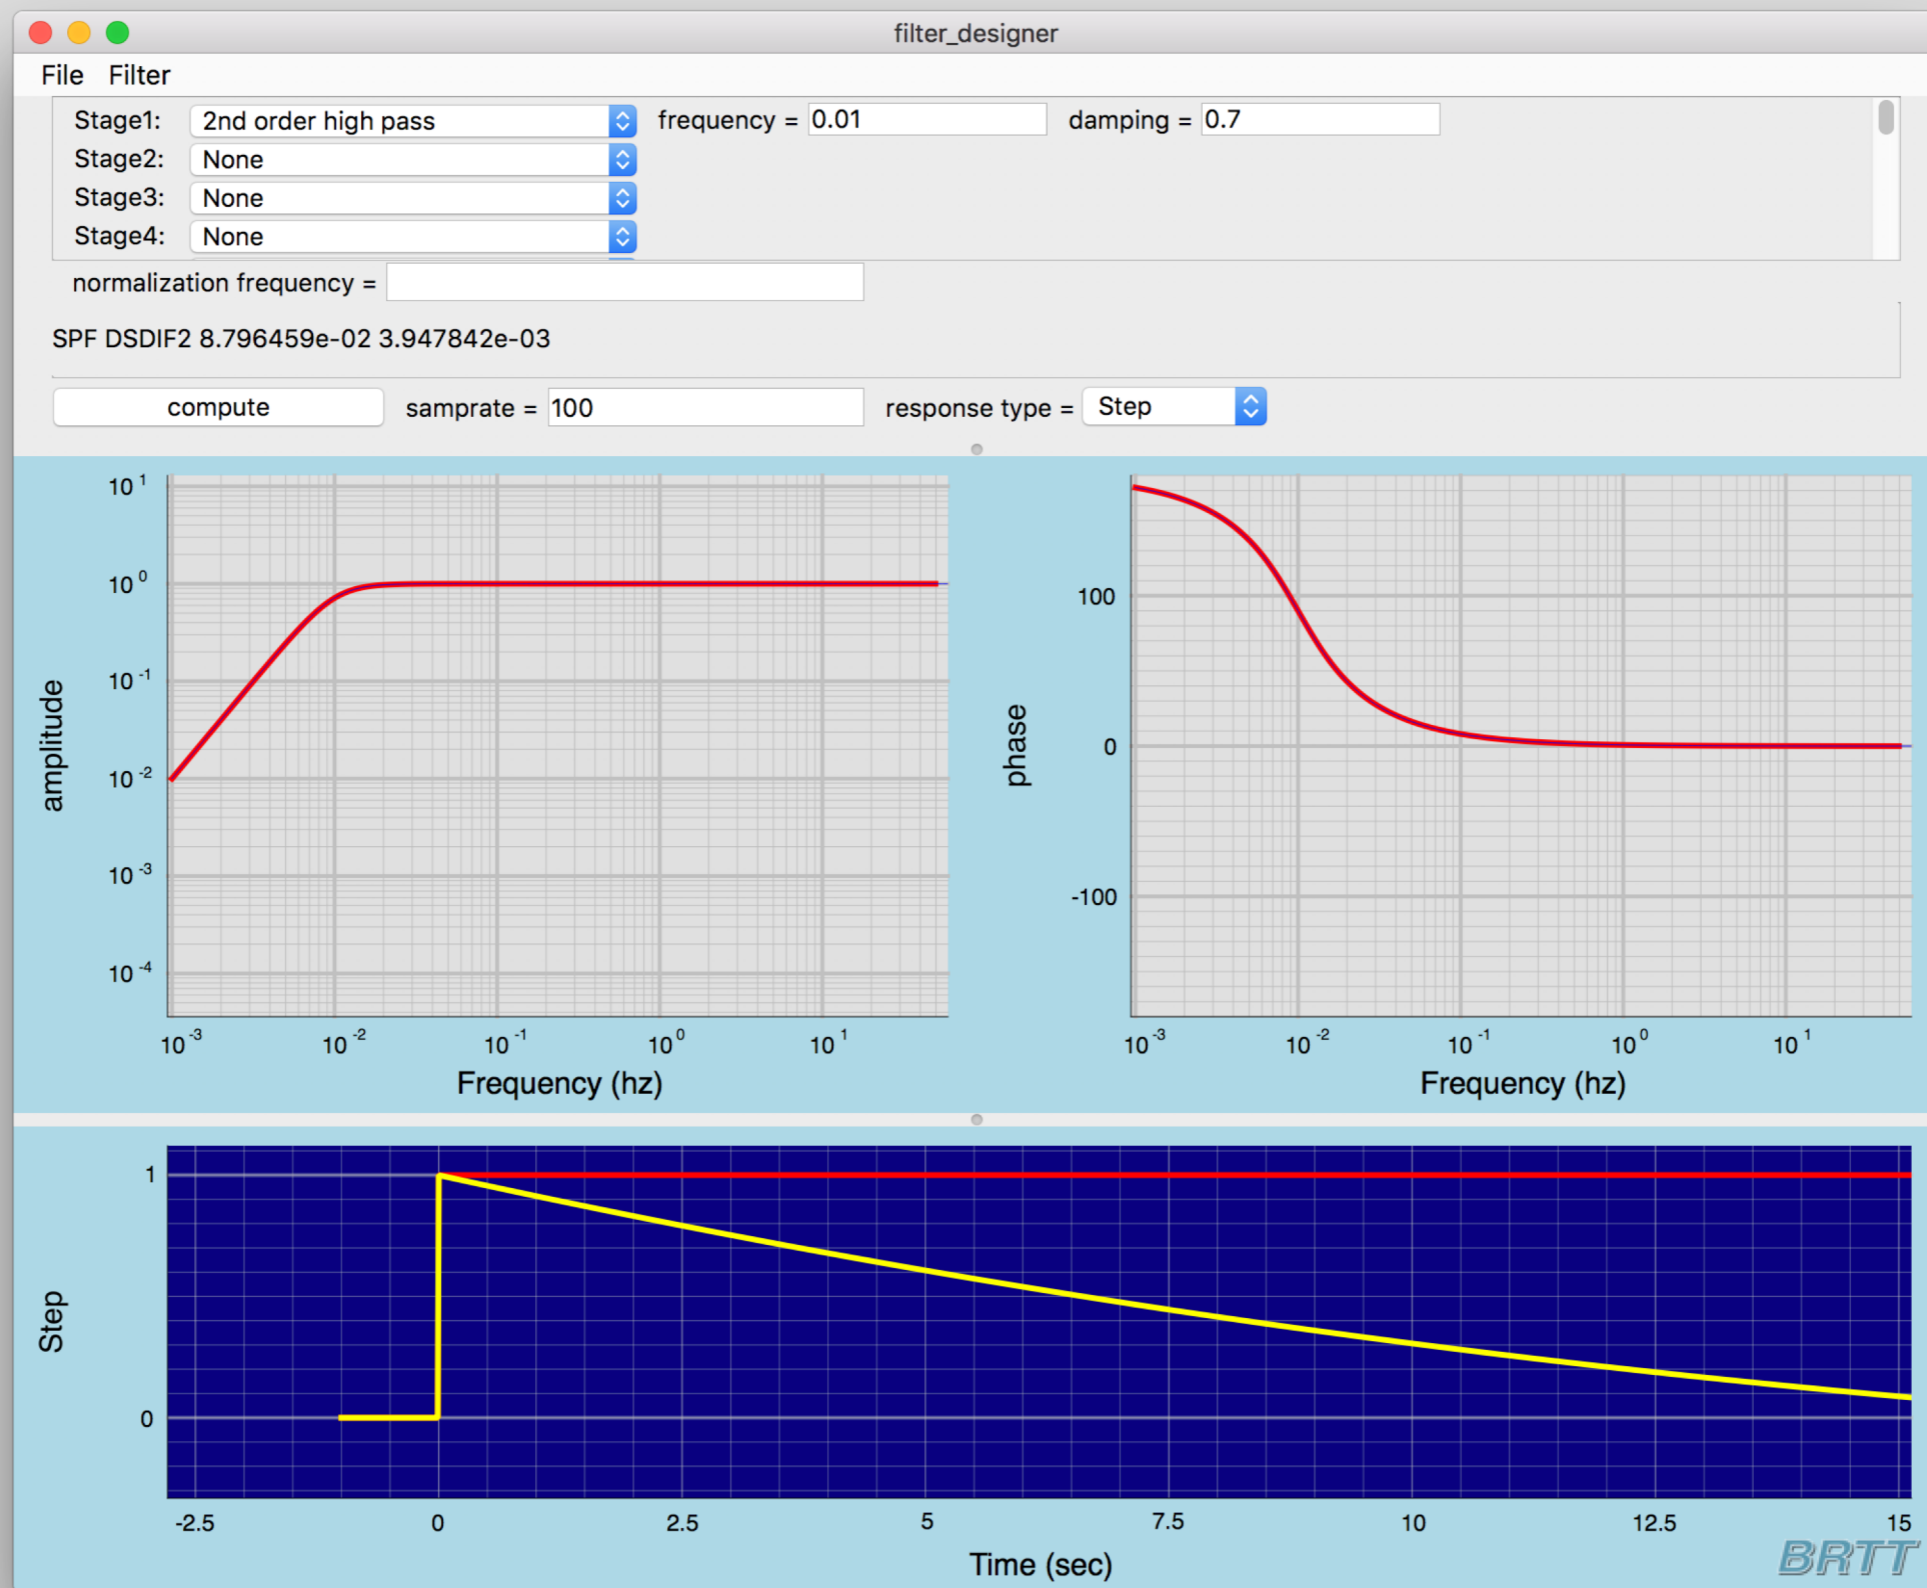 filter_designer
File Filter
Stage1: 2nd order high pass frequency = 0.01 damping = 0.7
Stage2: None
Stage3: None
Stage4: None
normalization frequency =
SPF DSDIF2 8.796459e-02 3.947842e-03
compute samprate = 100 response type = Step
10 1
10 0
10 -1
10 -2
10 -3
10 -4
amplitude
10 -3 10 -2 10 -1 10 0 10 1
Frequency (hz)
100
0
-100
phase
10 -3 10 -2 10 -1 10 0 10 1
Frequency (hz)
1
0
Step
-2.5 0 2.5 5 7.5 10 12.5 15
Time (sec)
BRTT